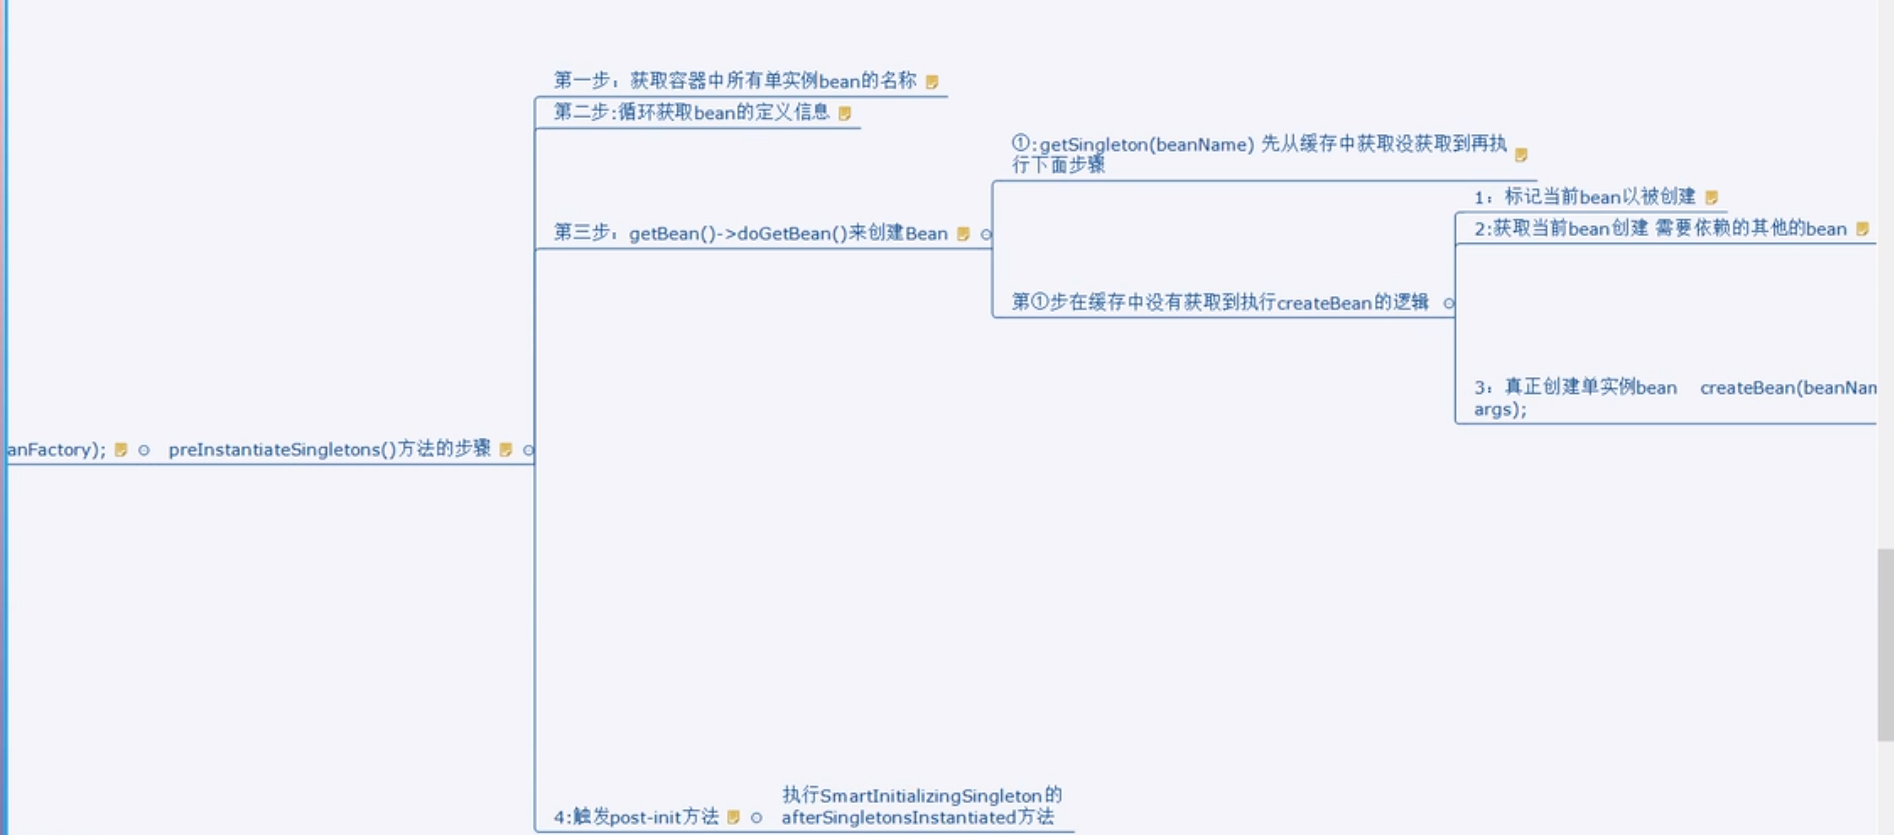 第一步：获取容器中所有单实例bean的名称
第二步:循环获取bean的定义信息
①:getSingleton(beanName) 先从缓存中获取没获取到再执
行下面步骤
1：标记当前bean以被创建
2:获取当前bean创建 需要依赖的其他的bean
第三步：getBean()->doGetBean()来创建Bean
第①步在缓存中没有获取到执行createBean的逻辑
3：真正创建单实例bean createBean(beanNam
args);
anFactory);
preInstantiateSingletons()方法的步骤
4:触发post-init方法
执行SmartInitializingSingleton的
afterSingletonsInstantiated方法